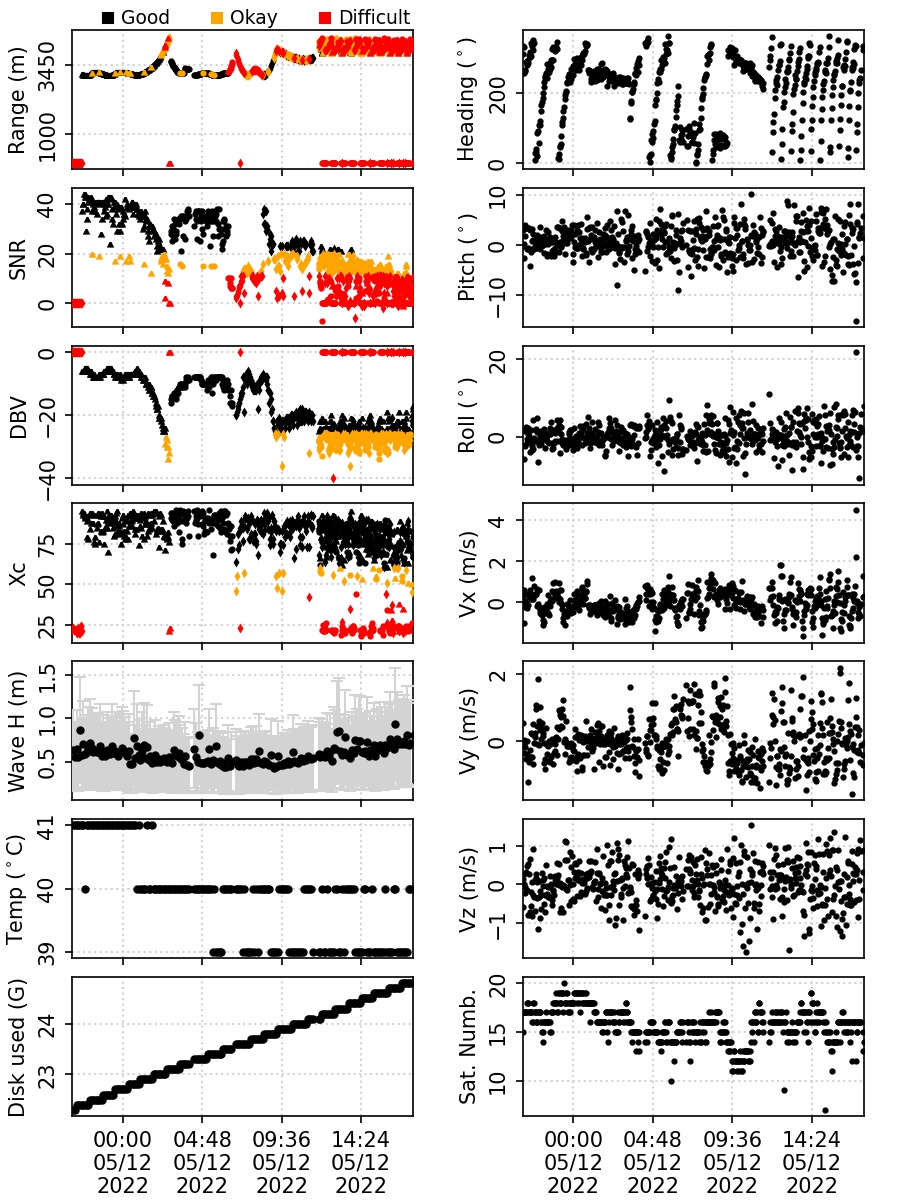 Good Okay Difficult
Range (m)
3450
1000
Heading (°)
200
0
SNR
40
20
0
Pitch (°)
10
0
−10
DBV
0
−20
−40
Roll (°)
20
0
Xc
75
50
25
Vx (m/s)
4
2
0
Wave H (m)
1.5
1.0
0.5
Vy (m/s)
2
0
Temp (°C)
41
40
39
Vz (m/s)
1
0
−1
Disk used (G)
24
23
Sat. Numb.
20
15
10
00:00 04:48 09:36 14:24
05/12 05/12 05/12 05/12
2022 2022 2022 2022
00:00 04:48 09:36 14:24
05/12 05/12 05/12 05/12
2022 2022 2022 2022